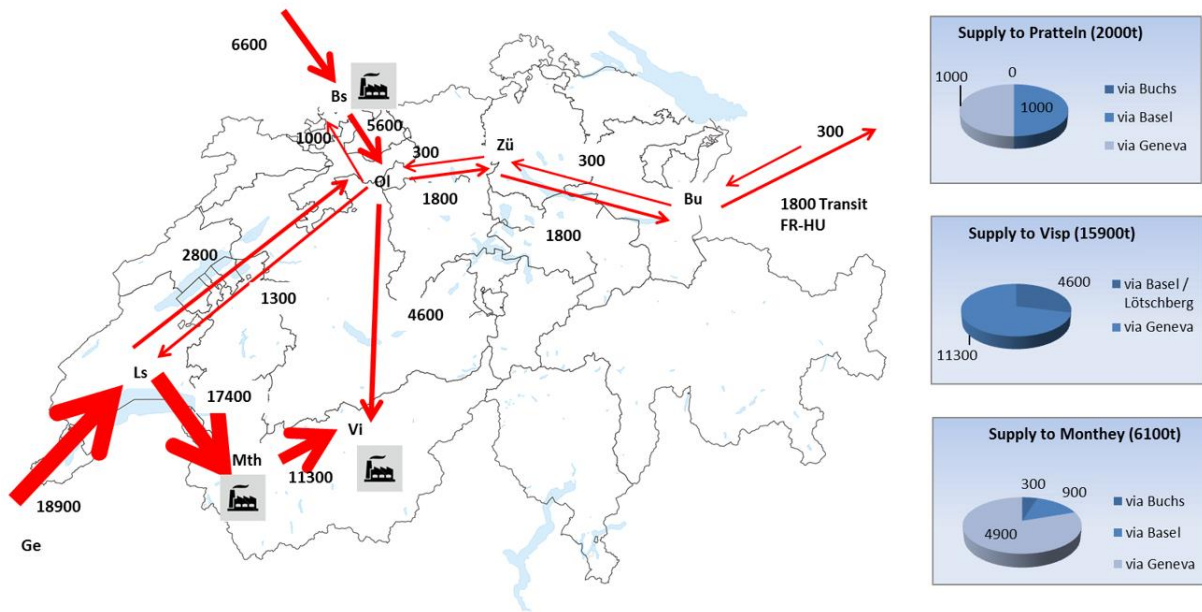 6600
Bs
5600
1000
300
Zü
Ol
1800
300
300
Bu
1800 Transit
FR-HU
1800
2800
1300
4600
Ls
17400
Vi
Mth
11300
18900
Ge
Supply to Pratteln (2000t)
0
1000
1000
via Buchs
via Basel
via Geneva
Supply to Visp (15900t)
4600
11300
via Basel /
Lötschberg
via Geneva
Supply to Monthey (6100t)
300
900
4900
via Buchs
via Basel
via Geneva